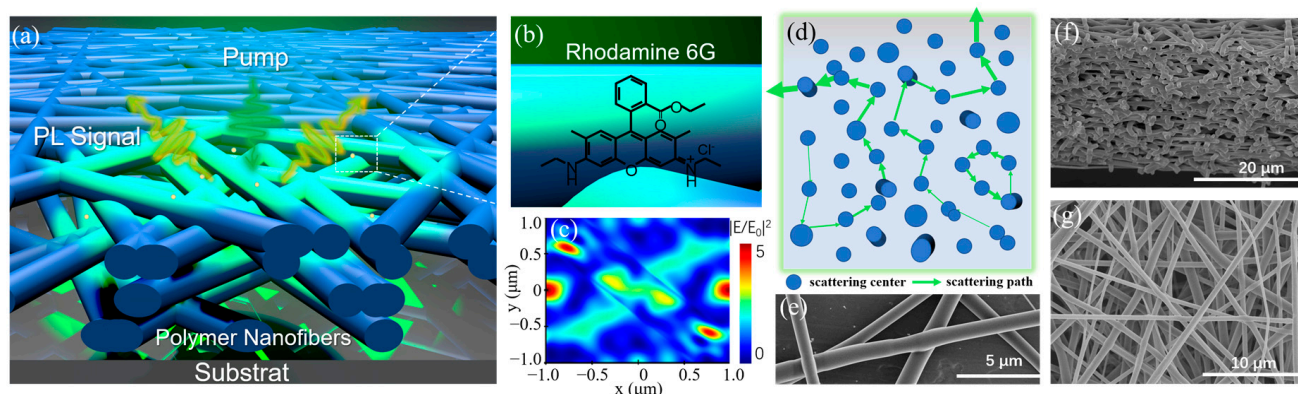 (a)
Pump
PL Signal
Polymer Nanofibers
Substrat
(b)
Rhodamine 6G
O
O
Cl-
N
H
O
N
H
+
(c)
|E/E₀|²
5
0
1.0
0.5
0
−0.5
−1.0
y (μm)
−1.0
−0.5
0
0.5
1.0
x (μm)
(d)
scattering center
scattering path
(e)
5 μm
(f)
20 μm
(g)
10 μm